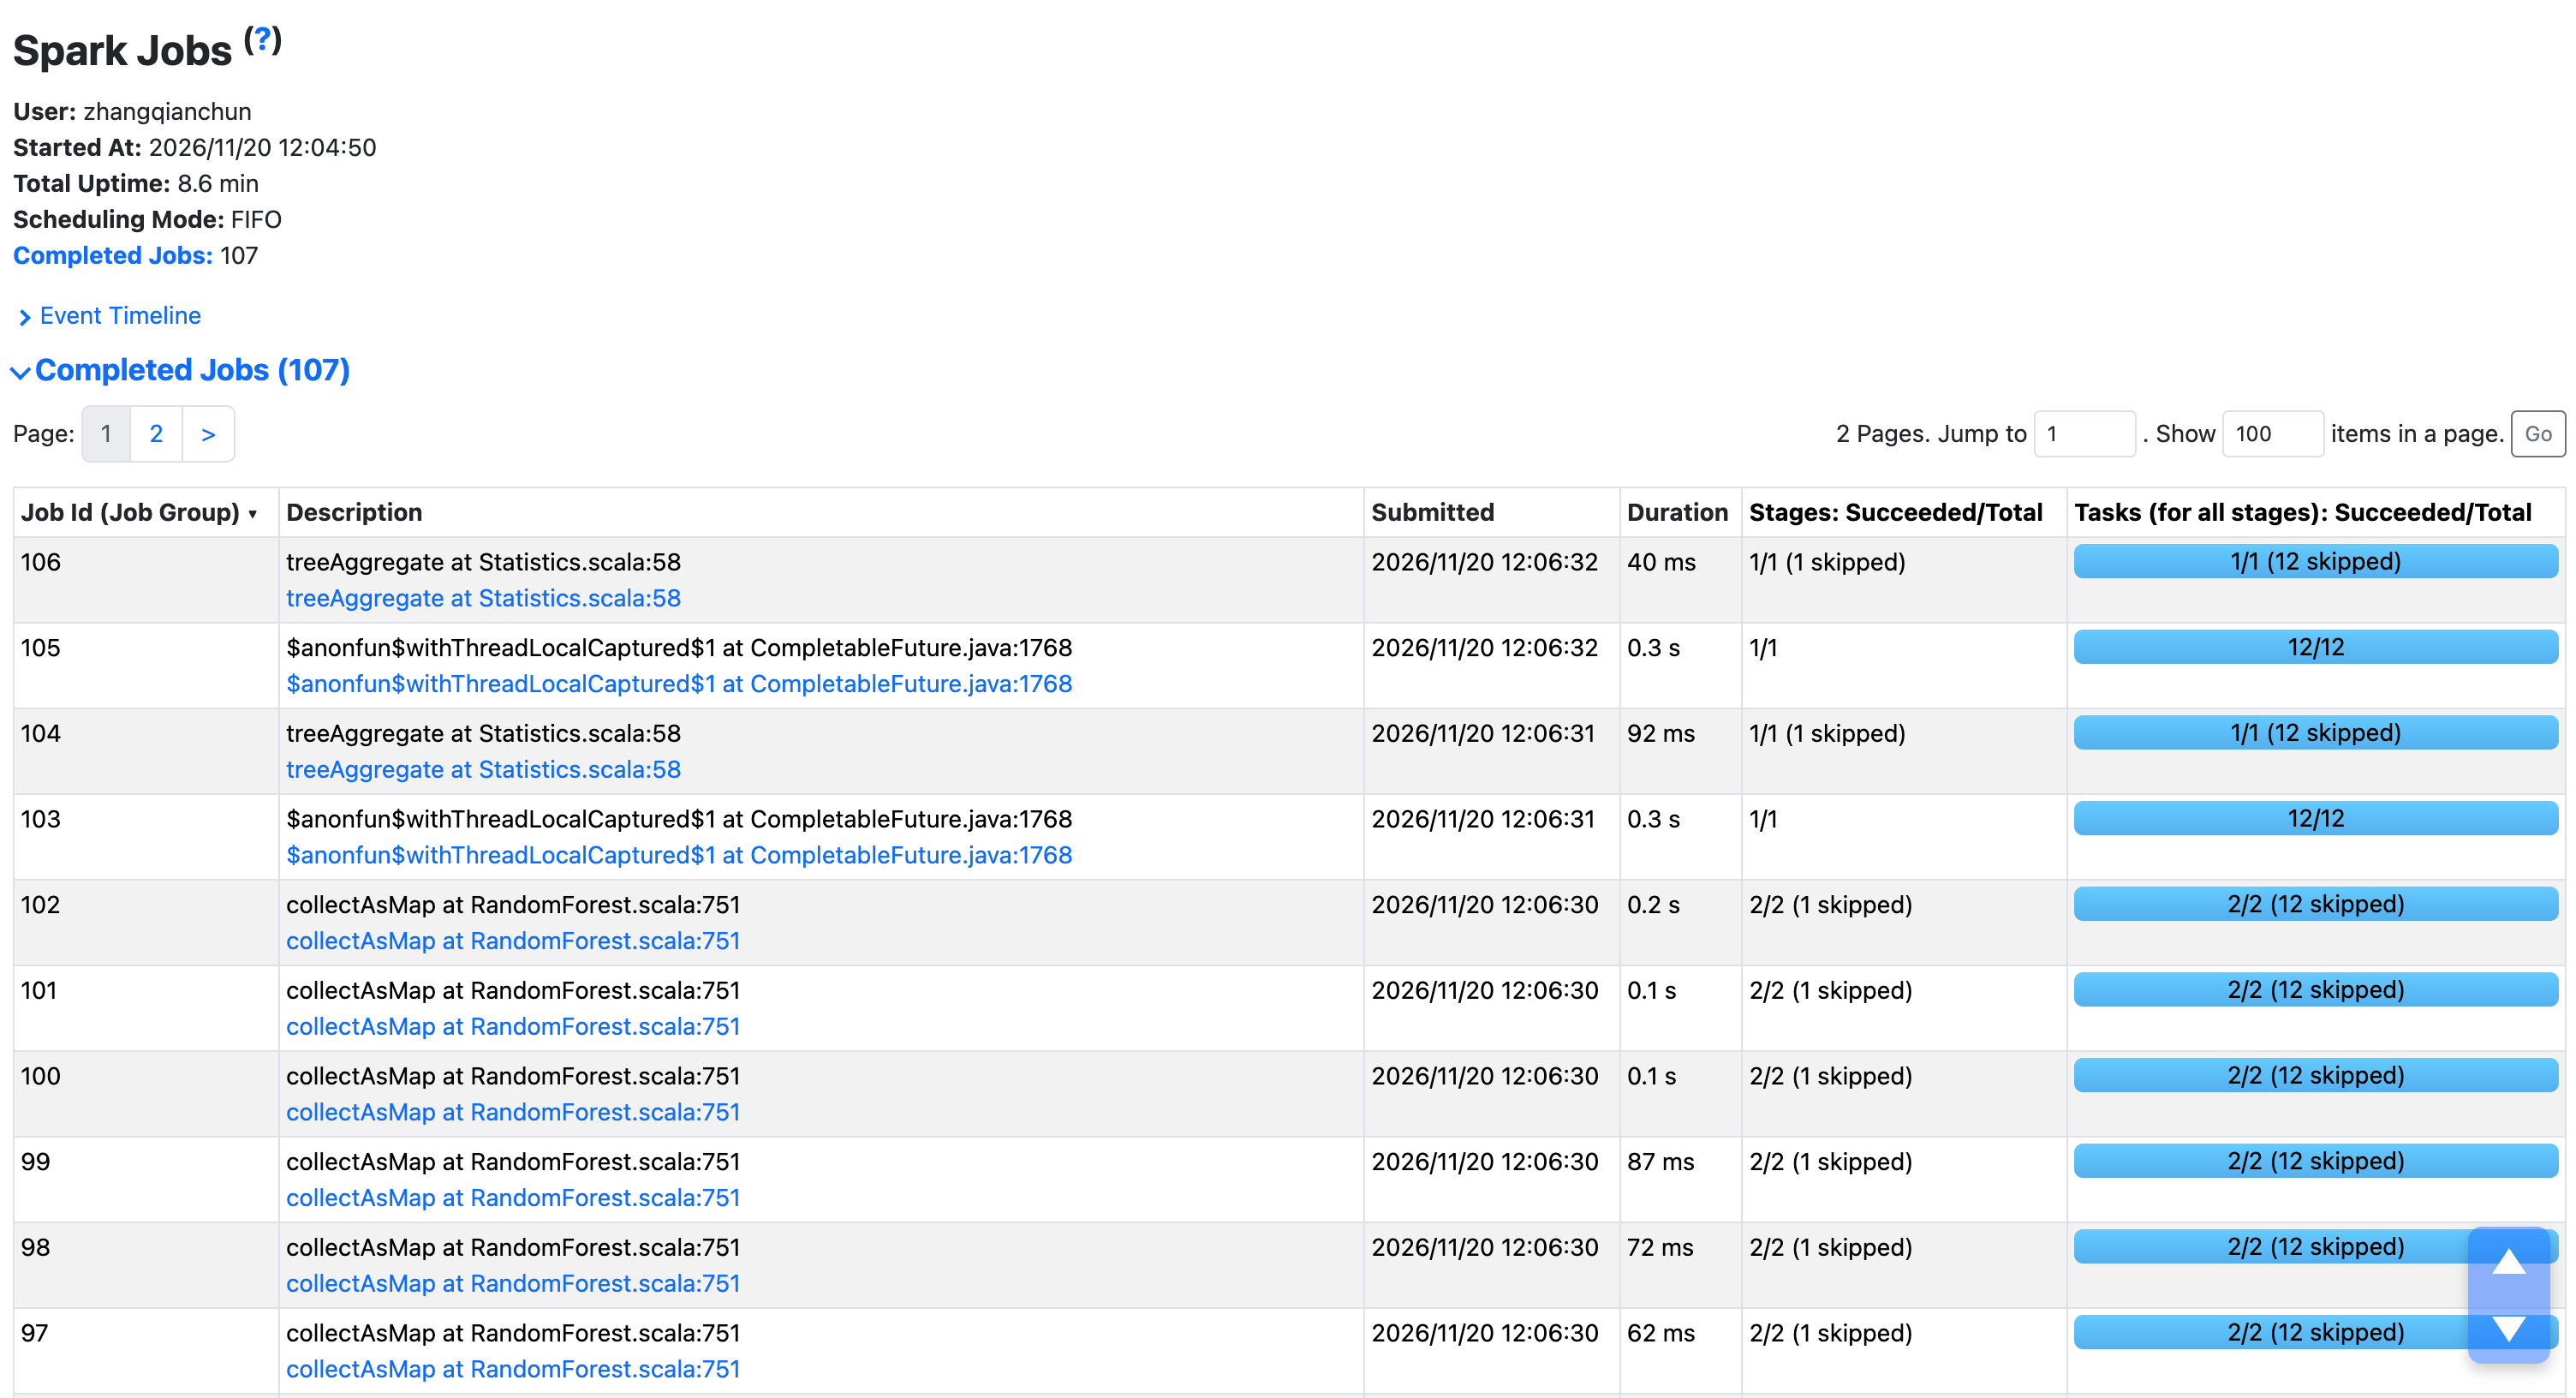 Spark Jobs (?)
User: zhangqianchun
Started At: 2026/11/20 12:04:50
Total Uptime: 8.6 min
Scheduling Mode: FIFO
Completed Jobs: 107
Event Timeline
Completed Jobs (107)
Page: 1 2 > 2 Pages. Jump to 1 . Show 100 items in a page. Go
Job Id (Job Group) ▾ Description Submitted Duration Stages: Succeeded/Total Tasks (for all stages): Succeeded/Total
106 treeAggregate at Statistics.scala:58 2026/11/20 12:06:32 40 ms 1/1 (1 skipped) 1/1 (12 skipped)
treeAggregate at Statistics.scala:58
105 $anonfun$withThreadLocalCaptured$1 at CompletableFuture.java:1768 2026/11/20 12:06:32 0.3 s 1/1 12/12
$anonfun$withThreadLocalCaptured$1 at CompletableFuture.java:1768
104 treeAggregate at Statistics.scala:58 2026/11/20 12:06:31 92 ms 1/1 (1 skipped) 1/1 (12 skipped)
treeAggregate at Statistics.scala:58
103 $anonfun$withThreadLocalCaptured$1 at CompletableFuture.java:1768 2026/11/20 12:06:31 0.3 s 1/1 12/12
$anonfun$withThreadLocalCaptured$1 at CompletableFuture.java:1768
102 collectAsMap at RandomForest.scala:751 2026/11/20 12:06:30 0.2 s 2/2 (1 skipped) 2/2 (12 skipped)
collectAsMap at RandomForest.scala:751
101 collectAsMap at RandomForest.scala:751 2026/11/20 12:06:30 0.1 s 2/2 (1 skipped) 2/2 (12 skipped)
collectAsMap at RandomForest.scala:751
100 collectAsMap at RandomForest.scala:751 2026/11/20 12:06:30 0.1 s 2/2 (1 skipped) 2/2 (12 skipped)
collectAsMap at RandomForest.scala:751
99 collectAsMap at RandomForest.scala:751 2026/11/20 12:06:30 87 ms 2/2 (1 skipped) 2/2 (12 skipped)
collectAsMap at RandomForest.scala:751
98 collectAsMap at RandomForest.scala:751 2026/11/20 12:06:30 72 ms 2/2 (1 skipped) 2/2 (12 skipped)
collectAsMap at RandomForest.scala:751
97 collectAsMap at RandomForest.scala:751 2026/11/20 12:06:30 62 ms 2/2 (1 skipped) 2/2 (12 skipped)
collectAsMap at RandomForest.scala:751